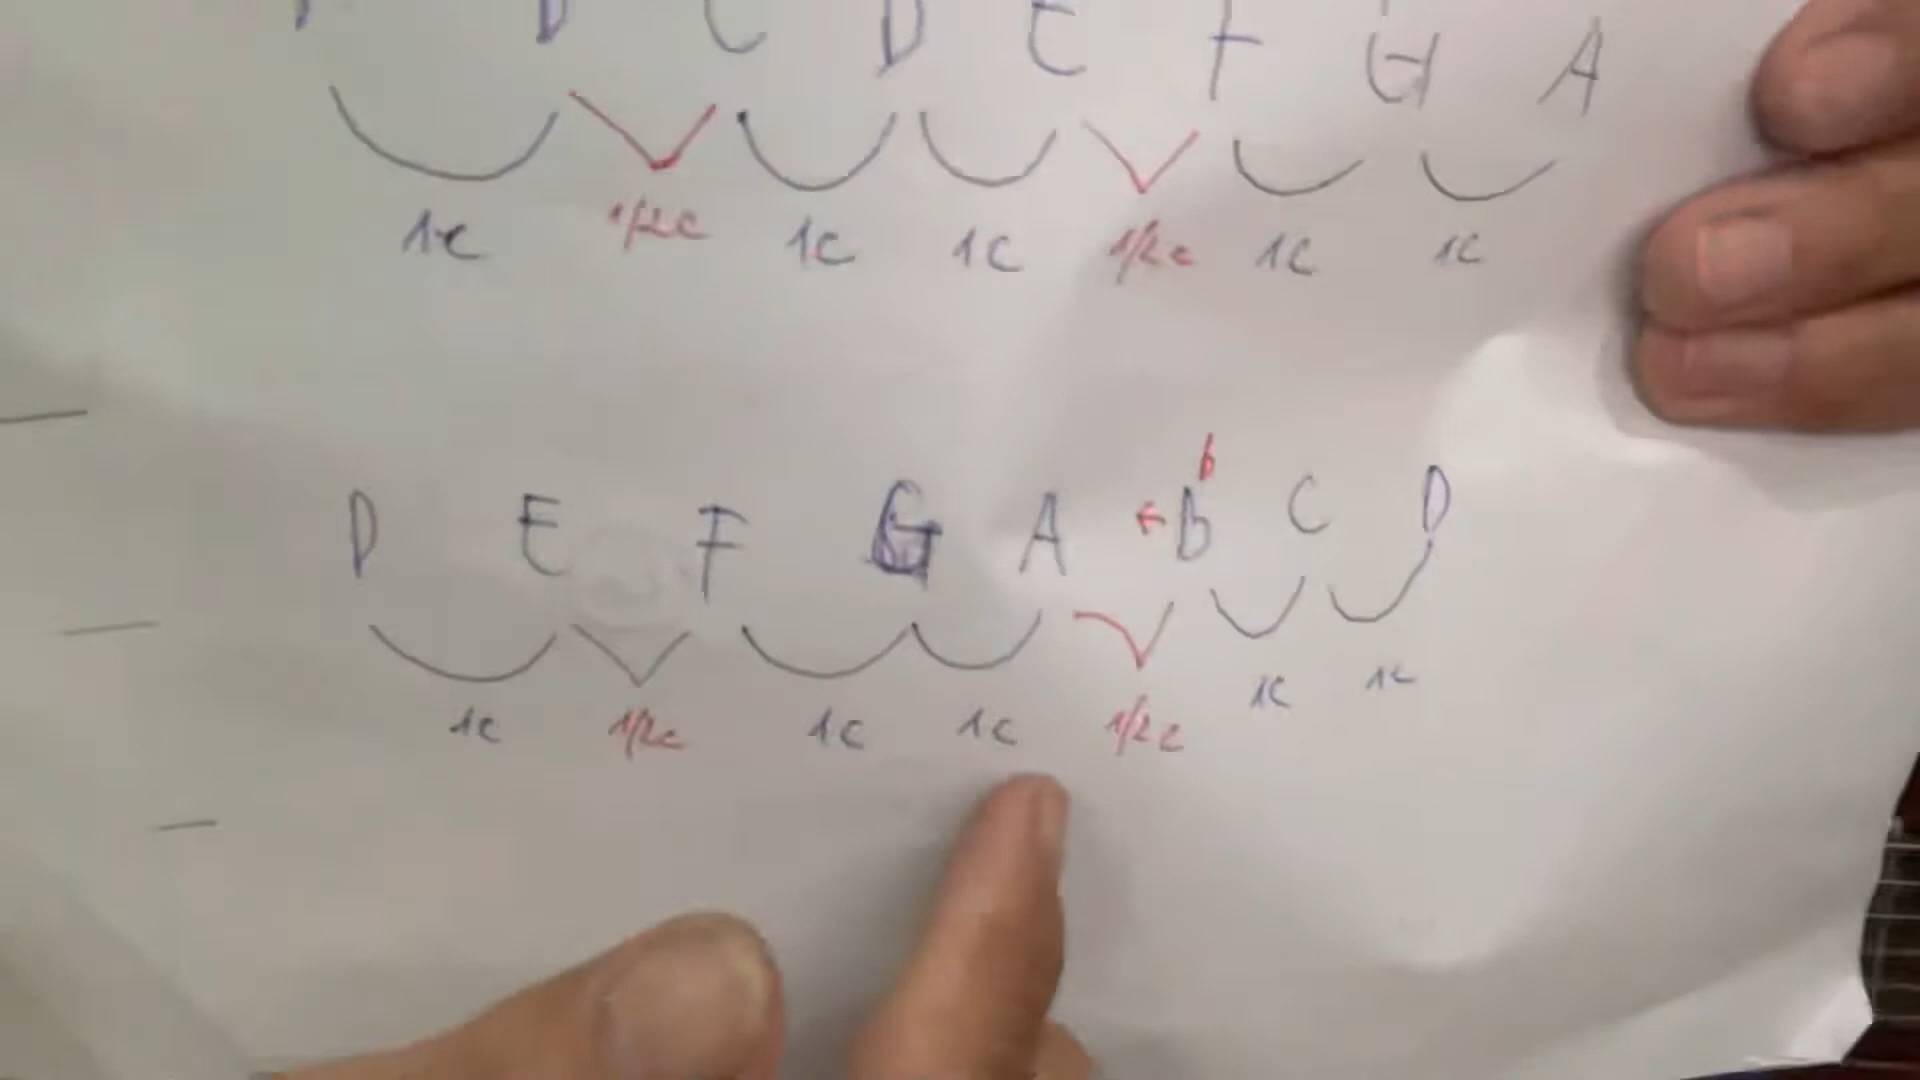 B C D E F G A
1c 1/2c 1c 1c 1/2c 1c 1c
b
D E F G A ←B C D
1c 1/2c 1c 1c 1/2c 1c 1c